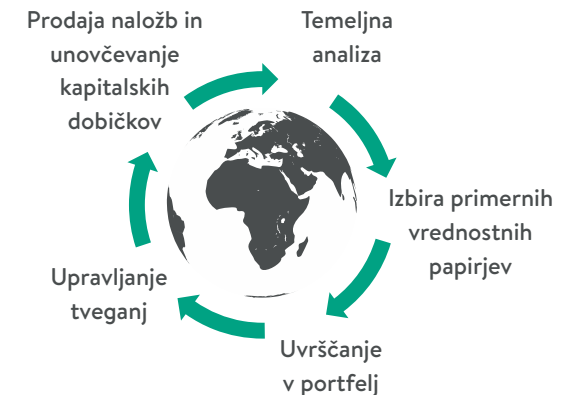 Prodaja naložb in
unovčevanje
kapitalskih
dobičkov
Temeljna
analiza
Izbira primernih
vrednostnih
papirjev
Uvrščanje
v portfelj
Upravljanje
tveganj